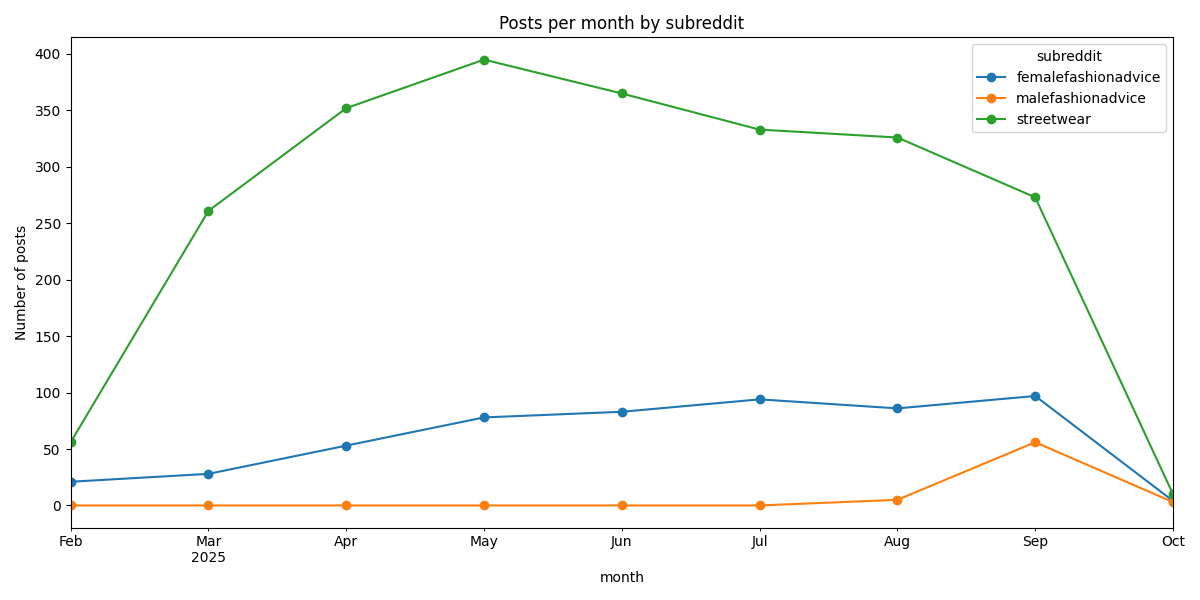 Posts per month by subreddit
subreddit
femalefashionadvice
malefashionadvice
streetwear
Number of posts
400
350
300
250
200
150
100
50
0
Feb
Mar
2025
Apr
May
Jun
Jul
Aug
Sep
Oct
month